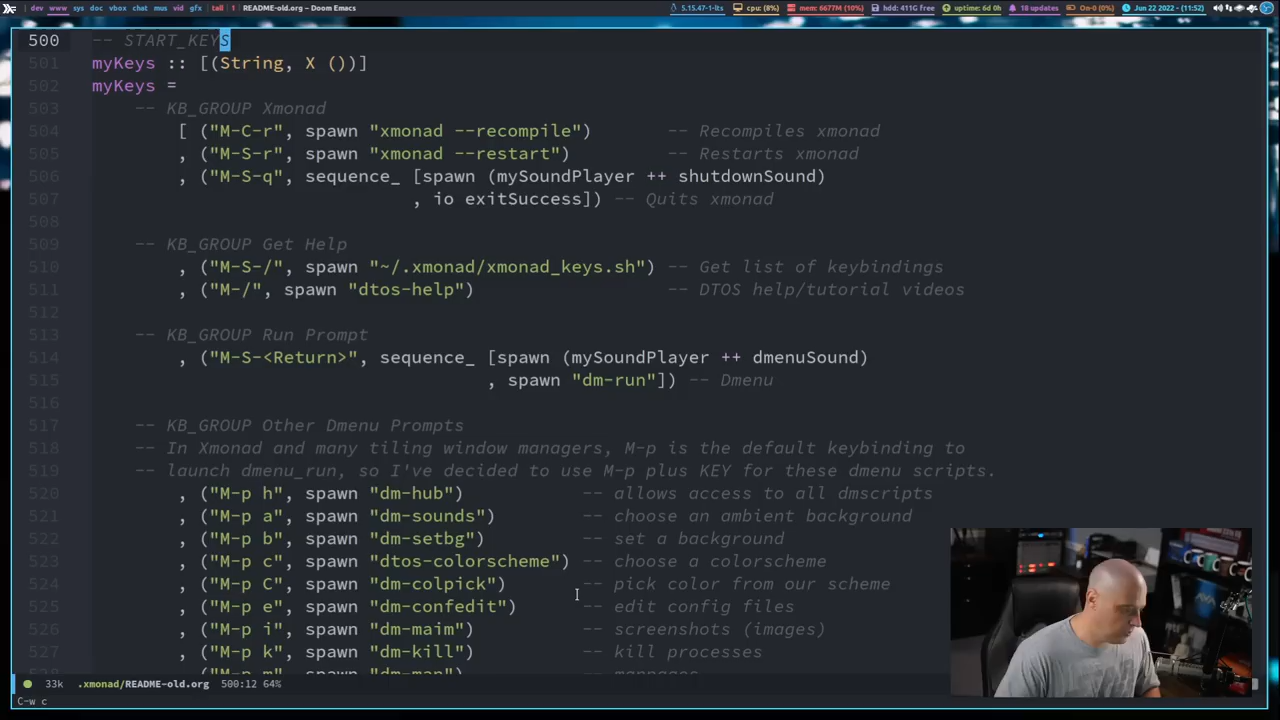 dev www sys doc vbox chat mus vid gfx | tall | 1 | README-old.org – Doom Emacs 5.15.47-1-lts cpu: (8%) mem: 6677M (10%) hdd: 411G free uptime: 6d 0h 18 updates On-0 (0%) Jun 22 2022 - (11:52)
500 -- START_KEYS
501 myKeys :: [(String, X ())]
502 myKeys =
503 -- KB_GROUP Xmonad
504 [ ("M-C-r", spawn "xmonad --recompile") -- Recompiles xmonad
505 , ("M-S-r", spawn "xmonad --restart") -- Restarts xmonad
506 , ("M-S-q", sequence_ [spawn (mySoundPlayer ++ shutdownSound)
507 , io exitSuccess]) -- Quits xmonad
508
509 -- KB_GROUP Get Help
510 , ("M-S-/", spawn "~/.xmonad/xmonad_keys.sh") -- Get list of keybindings
511 , ("M-/", spawn "dtos-help") -- DTOS help/tutorial videos
512
513 -- KB_GROUP Run Prompt
514 , ("M-S-<Return>", sequence_ [spawn (mySoundPlayer ++ dmenuSound)
515 , spawn "dm-run"]) -- Dmenu
516
517 -- KB_GROUP Other Dmenu Prompts
518 -- In Xmonad and many tiling window managers, M-p is the default keybinding to
519 -- launch dmenu_run, so I've decided to use M-p plus KEY for these dmenu scripts.
520 , ("M-p h", spawn "dm-hub") -- allows access to all dmscripts
521 , ("M-p a", spawn "dm-sounds") -- choose an ambient background
522 , ("M-p b", spawn "dm-setbg") -- set a background
523 , ("M-p c", spawn "dtos-colorscheme") -- choose a colorscheme
524 , ("M-p C", spawn "dm-colpick") -- pick color from our scheme
525 , ("M-p e", spawn "dm-confedit") -- edit config files
526 , ("M-p i", spawn "dm-maim") -- screenshots (images)
527 , ("M-p k", spawn "dm-kill") -- kill processes
528 , ("M-p m", spawn "dm-man") -- manpages
33k .xmonad/README-old.org 500:12 64%
C-w c